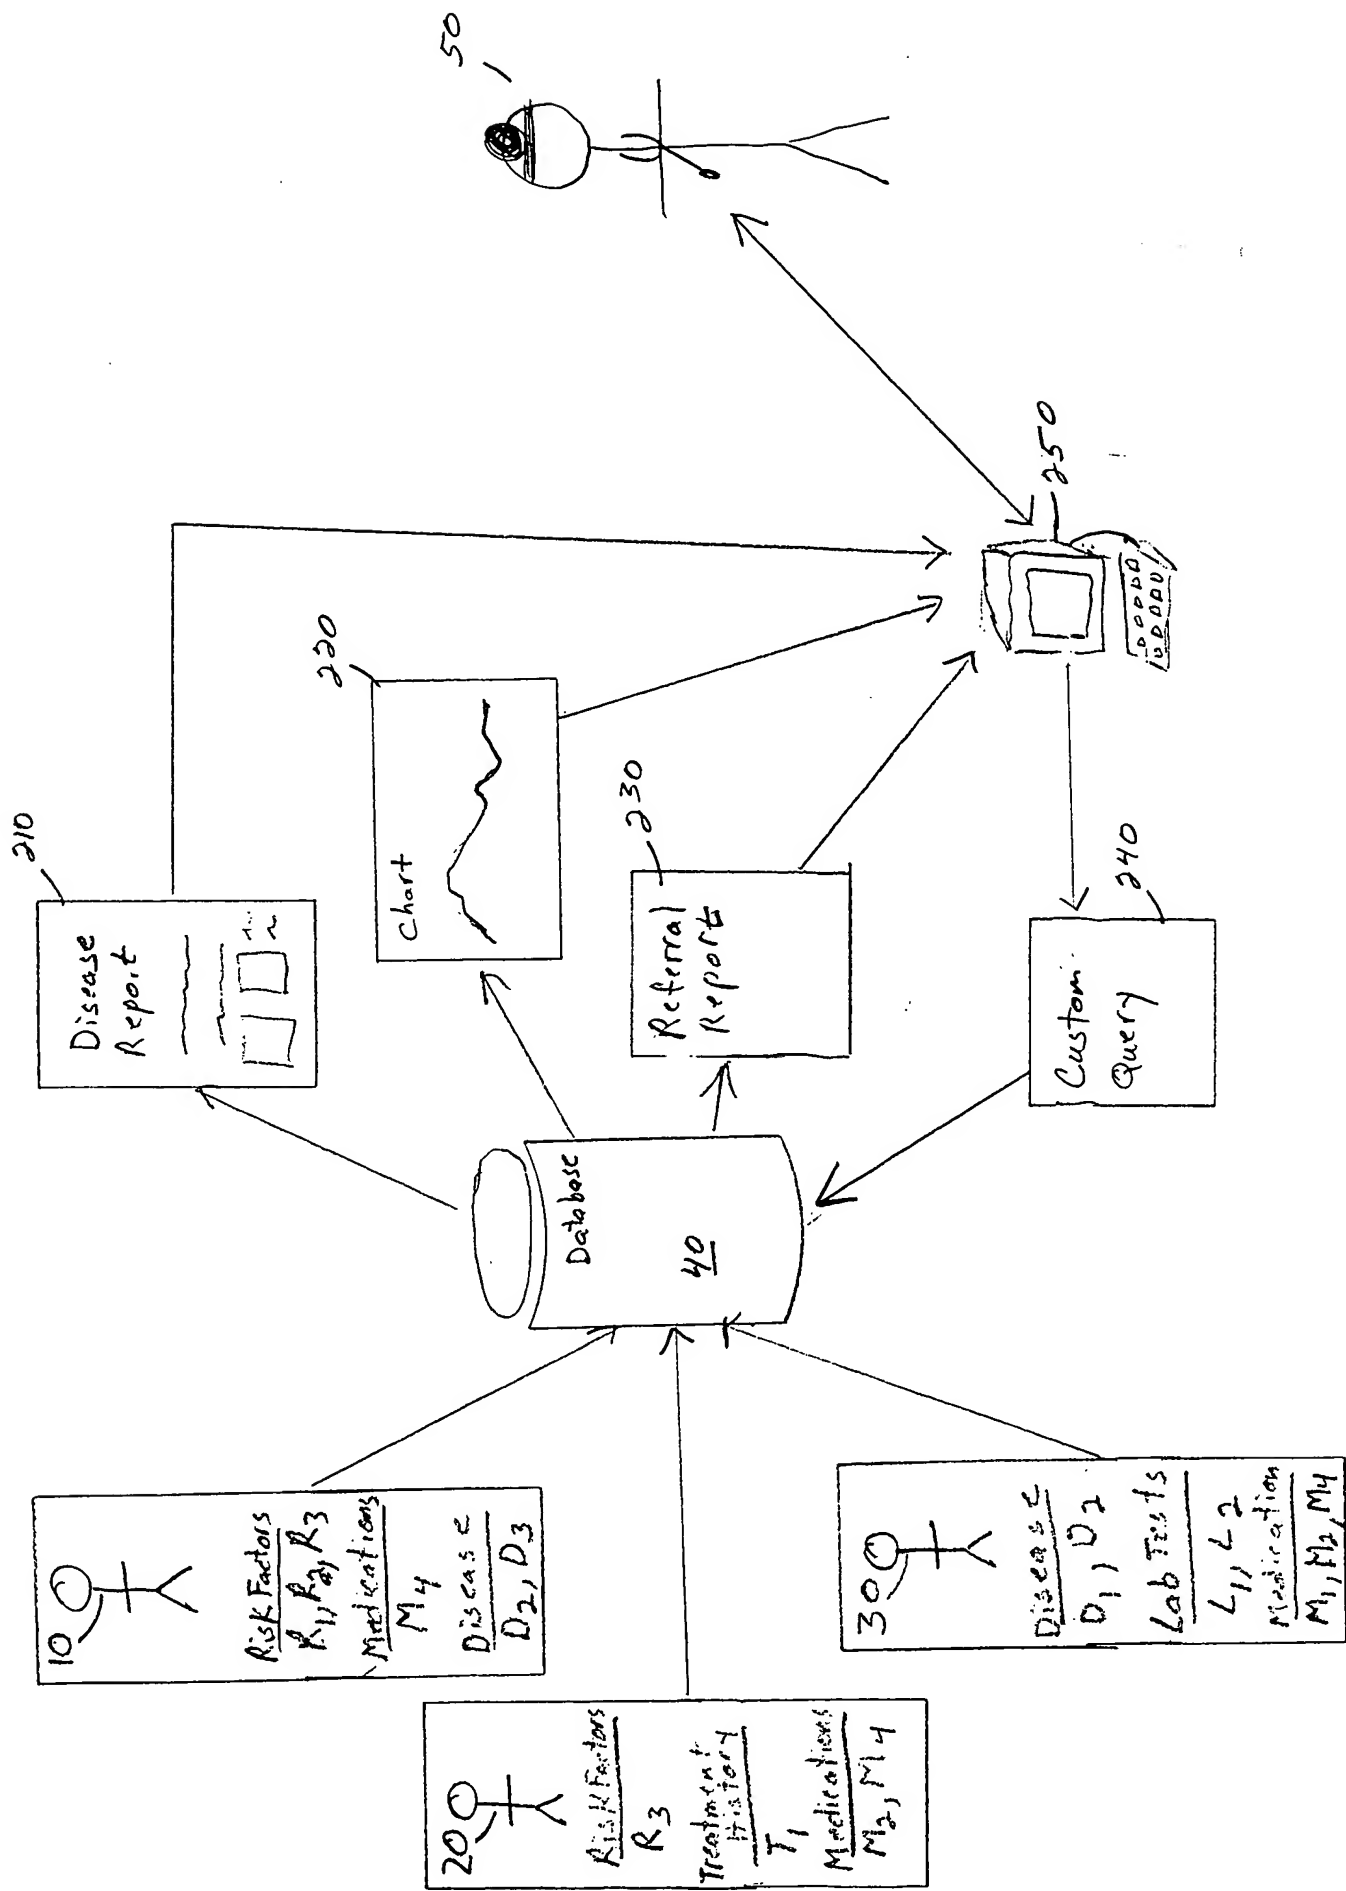 10
Risk Factors
R1, R2, R3
Medications
M4
Disease
D2, D3
20
Risk Factors
R3
Treatment
History
T1
Medications
M2, M4
30
Disease
D1, D2
Lab Tests
L1, L2
Medication
M1, M2, M4
Database
40
210
Disease
Report
220
Chart
230
Referral
Report
240
Custom
Query
250
50